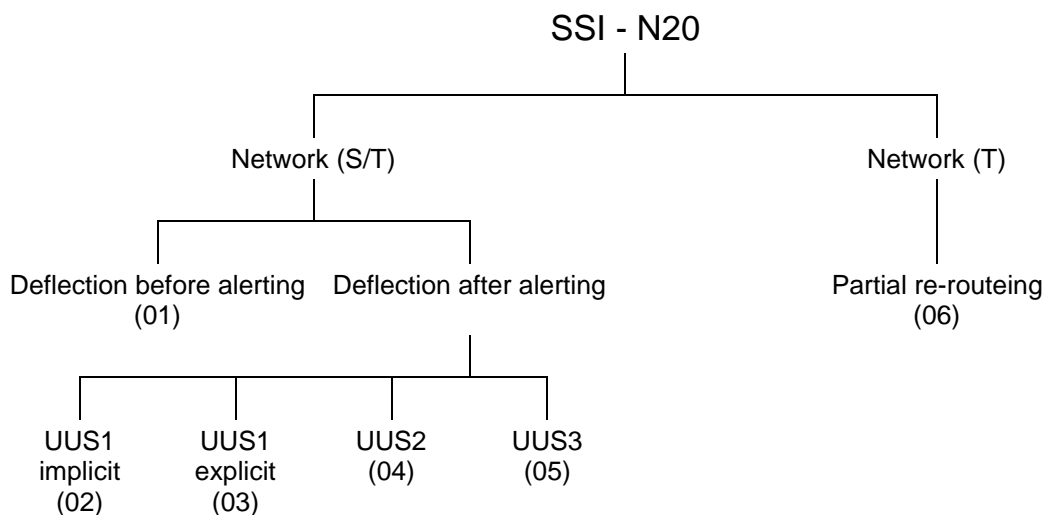 SSI - N20
Network (S/T)
Network (T)
Deflection before alerting
(01)
Deflection after alerting
Partial re-routeing
(06)
UUS1
implicit
(02)
UUS1
explicit
(03)
UUS2
(04)
UUS3
(05)